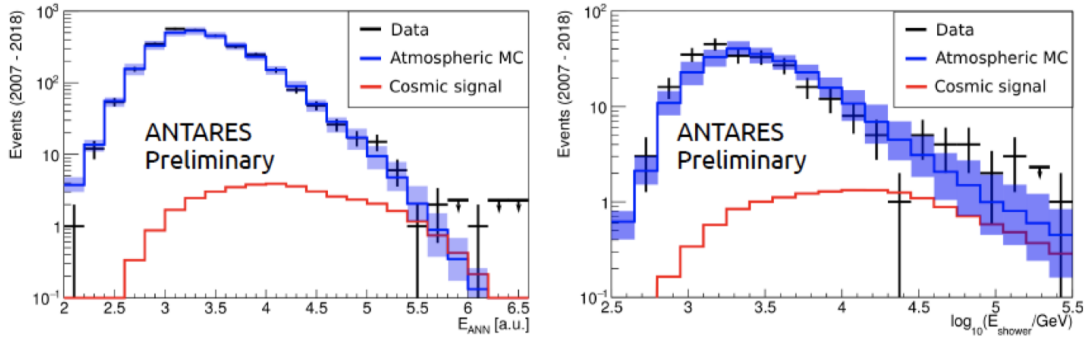 Events (2007 - 2018)
10³
10²
10
1
10⁻¹
Data
Atmospheric MC
Cosmic signal
ANTARES
Preliminary
2 2.5 3 3.5 4 4.5 5 5.5 6 6.5
E_ANN [a.u.]
Events (2007 - 2018)
10²
10
1
10⁻¹
Data
Atmospheric MC
Cosmic signal
ANTARES
Preliminary
2.5 3 3.5 4 4.5 5 5.5
log₁₀(E_shower/GeV)